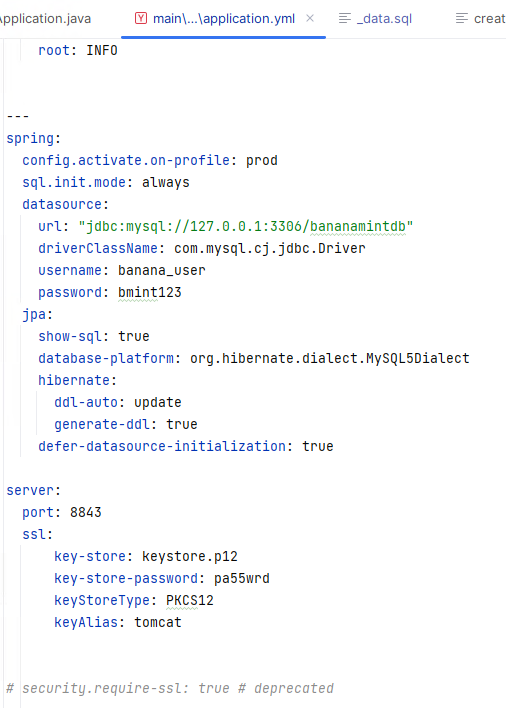 pplication.java main\...\application.yml _data.sql creat
root: INFO
---
spring:
config.activate.on-profile: prod
sql.init.mode: always
datasource:
url: "jdbc:mysql://127.0.0.1:3306/bananamintdb"
driverClassName: com.mysql.cj.jdbc.Driver
username: banana_user
password: bmint123
jpa:
show-sql: true
database-platform: org.hibernate.dialect.MySQL5Dialect
hibernate:
ddl-auto: update
generate-ddl: true
defer-datasource-initialization: true
server:
port: 8843
ssl:
key-store: keystore.p12
key-store-password: pa55wrd
keyStoreType: PKCS12
keyAlias: tomcat
# security.require-ssl: true # deprecated